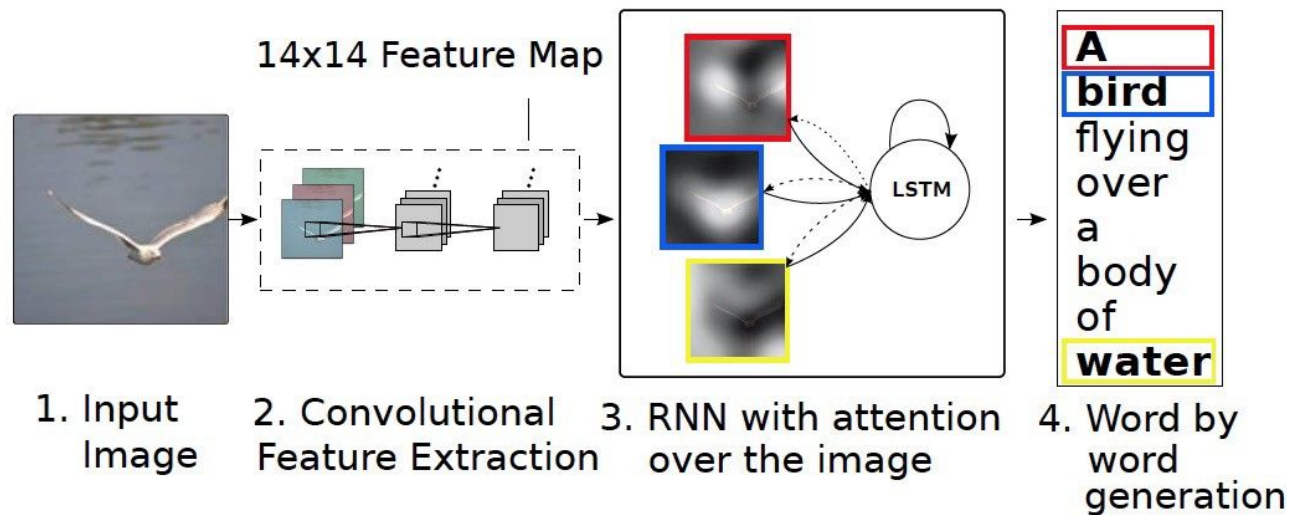 14x14 Feature Map
LSTM
A
bird
flying
over
a
body
of
water
1. Input
Image
2. Convolutional
Feature Extraction
3. RNN with attention
over the image
4. Word by
word
generation